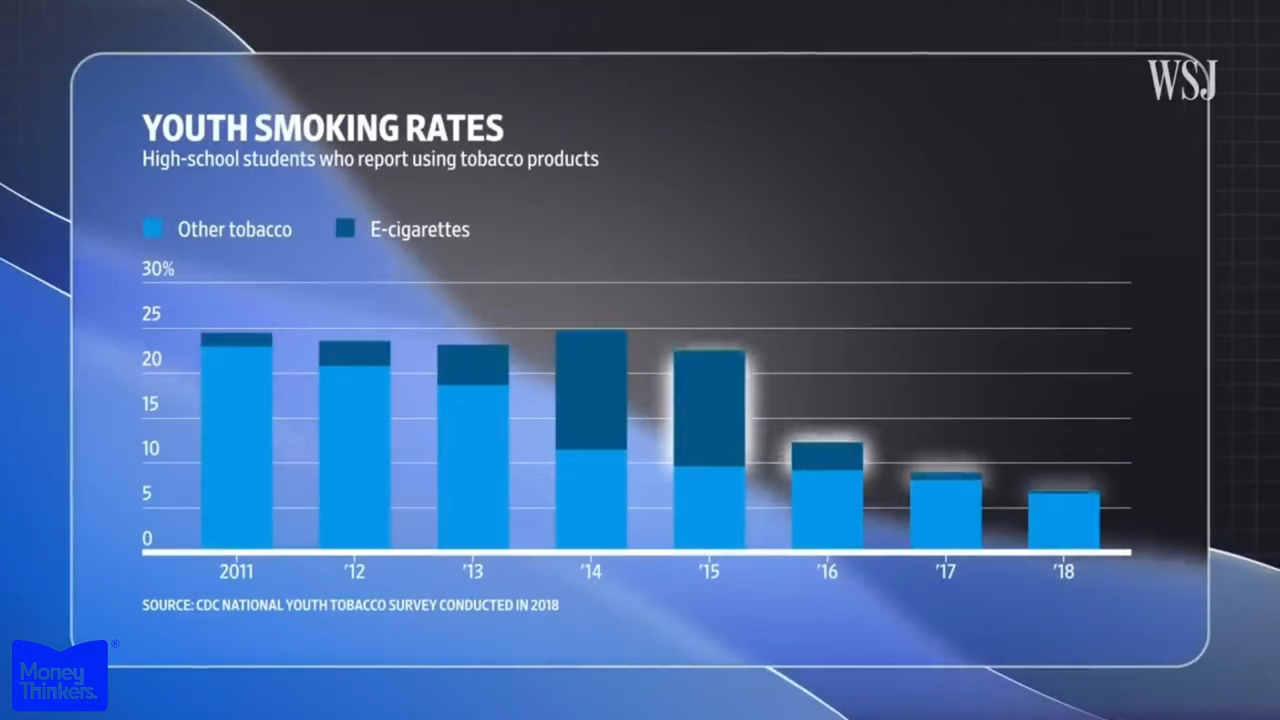 WSJ
YOUTH SMOKING RATES
High-school students who report using tobacco products
Other tobacco E-cigarettes
30%
25
20
15
10
5
0
2011 '12 '13 '14 '15 '16 '17 '18
SOURCE: CDC NATIONAL YOUTH TOBACCO SURVEY CONDUCTED IN 2018
Money
Thinkers.
®